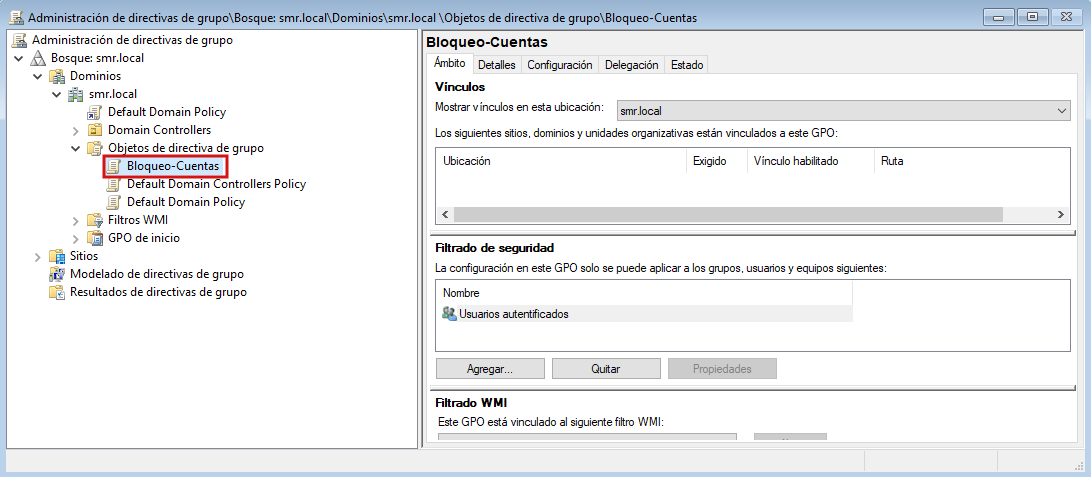 Administración de directivas de grupo\Bosque: smr.local\Dominios\smr.local \Objetos de directiva de grupo\Bloqueo-Cuentas
Administración de directivas de grupo
Bosque: smr.local
Dominios
smr.local
Default Domain Policy
Domain Controllers
Objetos de directiva de grupo
Bloqueo-Cuentas
Default Domain Controllers Policy
Default Domain Policy
Filtros WMI
GPO de inicio
Sitios
Modelado de directivas de grupo
Resultados de directivas de grupo
Bloqueo-Cuentas
Ámbito Detalles Configuración Delegación Estado
Vínculos
Mostrar vínculos en esta ubicación: smr.local
Los siguientes sitios, dominios y unidades organizativas están vinculados a este GPO:
Ubicación Exigido Vínculo habilitado Ruta
Filtrado de seguridad
La configuración en este GPO solo se puede aplicar a los grupos, usuarios y equipos siguientes:
Nombre
Usuarios autentificados
Agregar... Quitar Propiedades
Filtrado WMI
Este GPO está vinculado al siguiente filtro WMI: